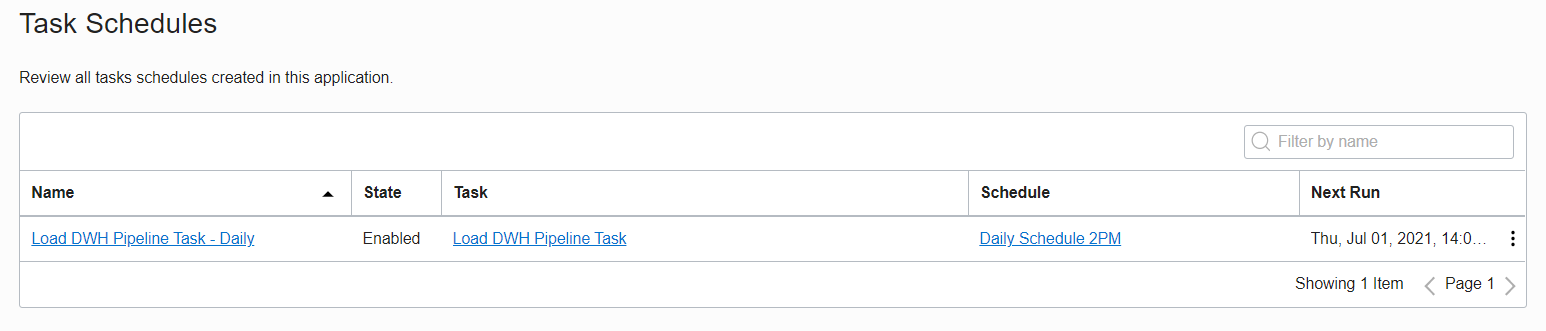 Task Schedules
Review all tasks schedules created in this application.
Filter by name
Name State Task Schedule Next Run
Load DWH Pipeline Task - Daily Enabled Load DWH Pipeline Task Daily Schedule 2PM Thu, Jul 01, 2021, 14:0...
Showing 1 Item Page 1